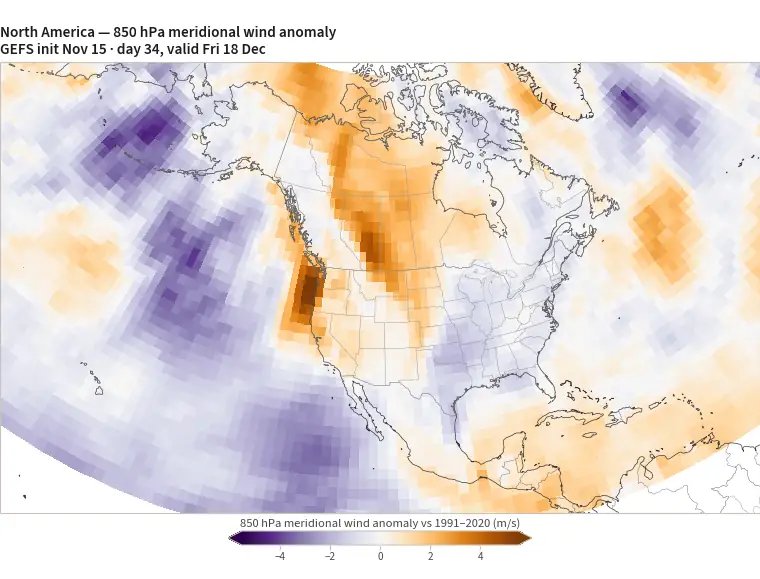 North America — 850 hPa meridional wind anomaly
GEFS init Nov 15 · day 34, valid Fri 18 Dec
850 hPa meridional wind anomaly vs 1991–2020 (m/s)
−4 −2 0 2 4